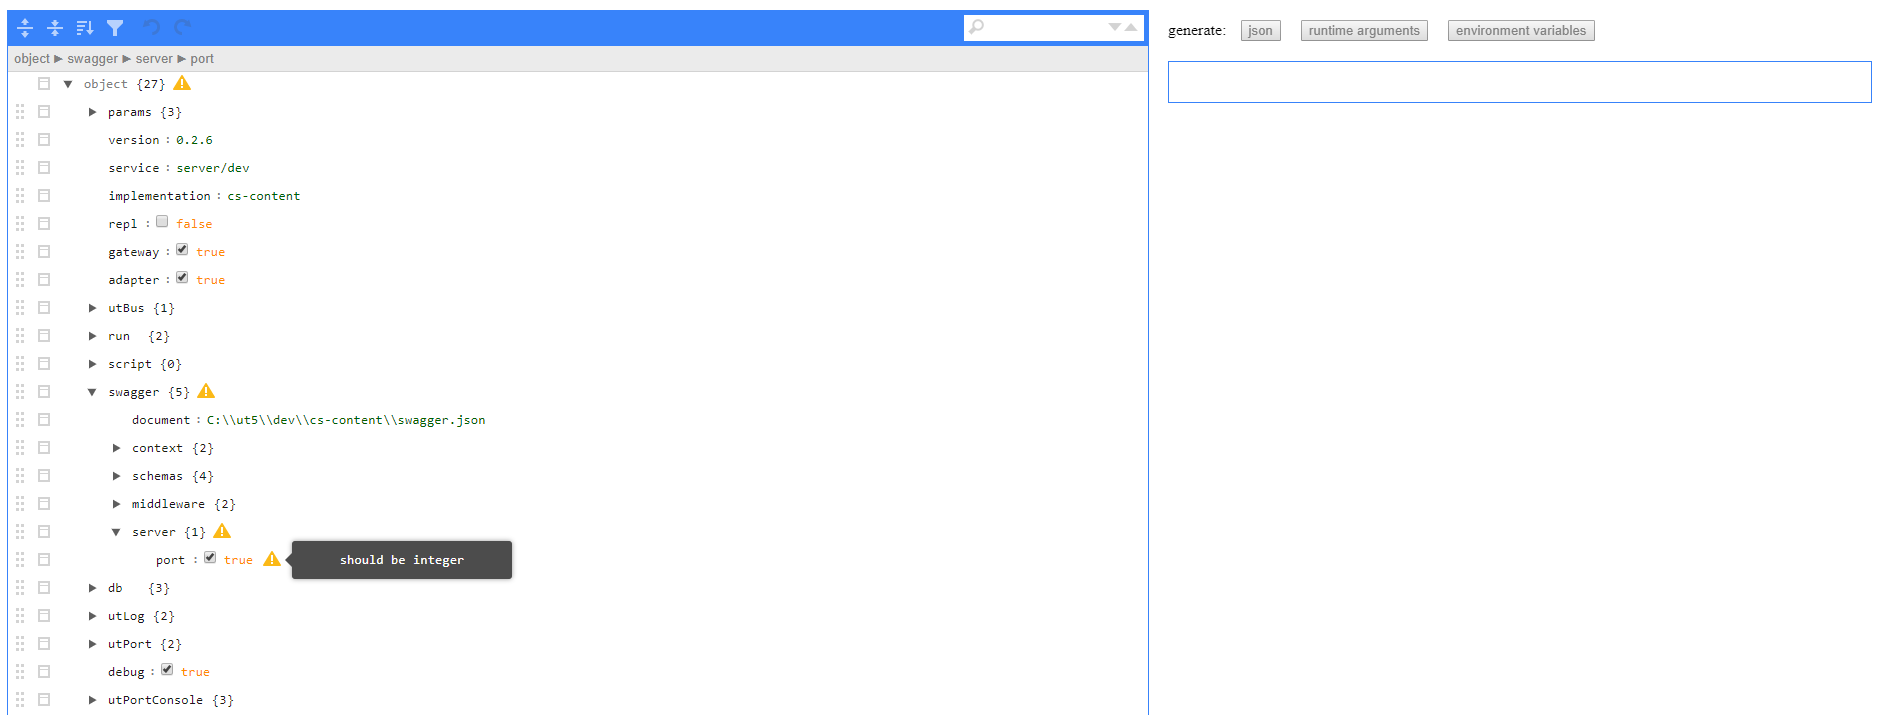 generate: json runtime arguments environment variables
object ▶ swagger ▶ server ▶ port
object {27}
params {3}
version : 0.2.6
service : server/dev
implementation : cs-content
repl : false
gateway : true
adapter : true
utBus {1}
run {2}
script {0}
swagger {5}
document : C:\\ut5\\dev\\cs-content\\swagger.json
context {2}
schemas {4}
middleware {2}
server {1}
port : true should be integer
db {3}
utLog {2}
utPort {2}
debug : true
utPortConsole {3}